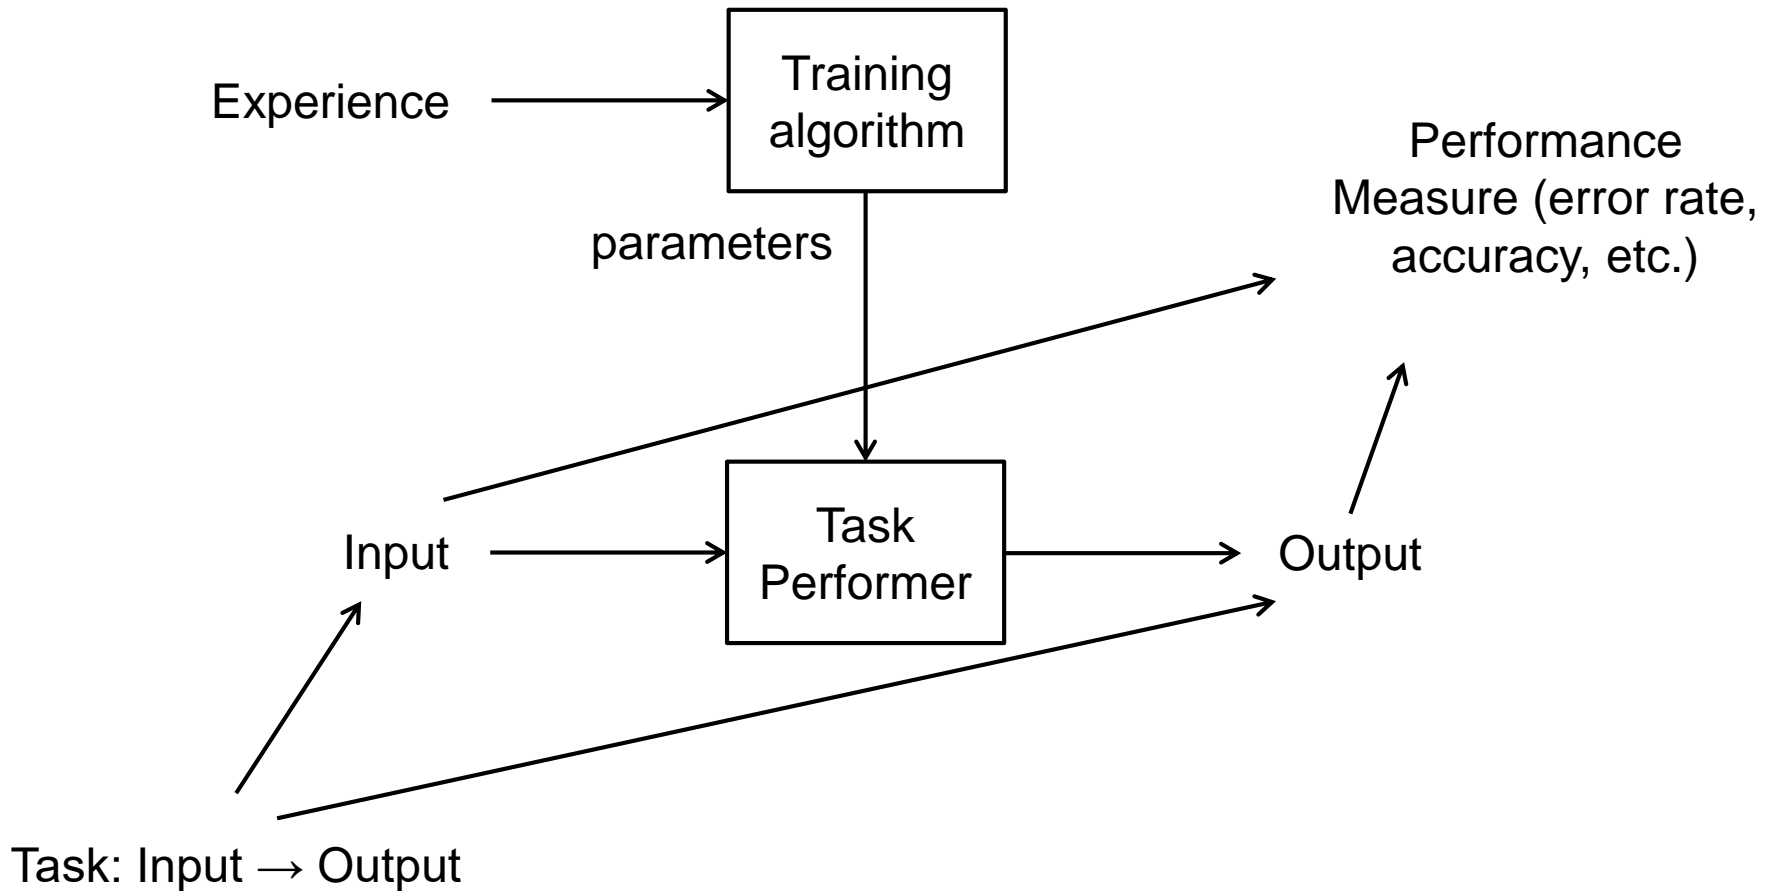 Training
algorithm
Experience
Performance
Measure (error rate,
accuracy, etc.)
parameters
Input
Task
Performer
Output
Task: Input → Output